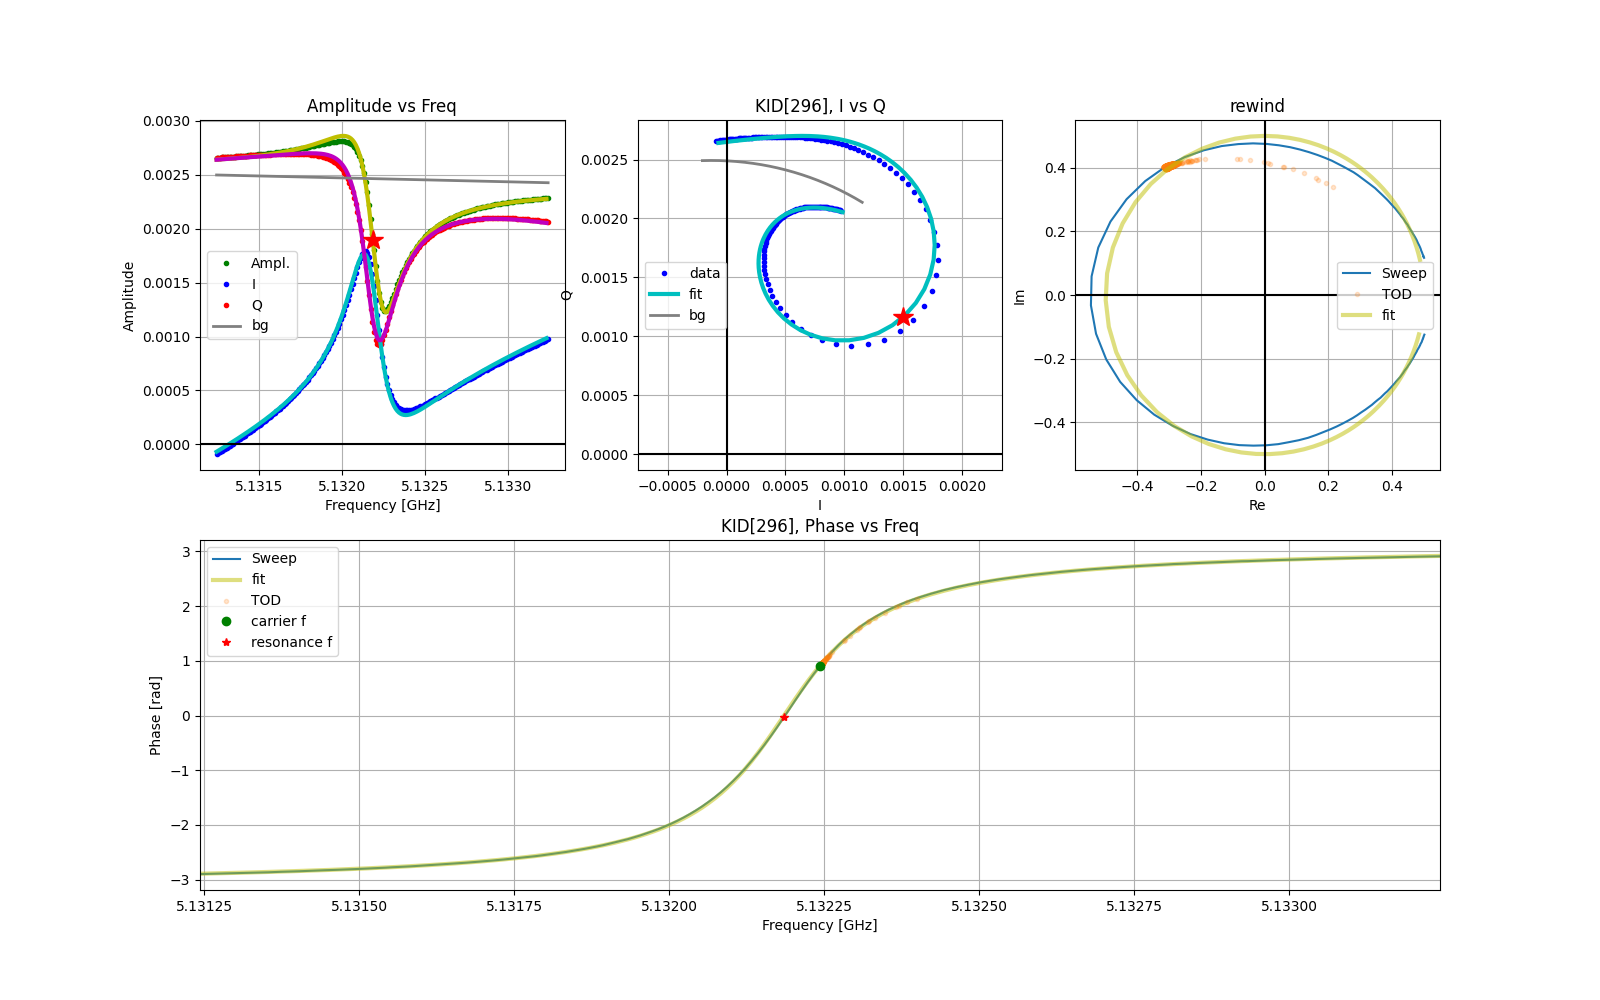 Amplitude vs Freq
0.0030
0.0025
0.0020
0.0015
0.0010
0.0005
0.0000
Amplitude
Ampl.
I
Q
bg
5.1315
5.1320
5.1325
5.1330
Frequency [GHz]
KID[296], I vs Q
0.0025
0.0020
0.0015
0.0010
0.0005
0.0000
Q
data
fit
bg
−0.0005
0.0000
0.0005
0.0010
0.0015
0.0020
I
rewind
0.4
0.2
0.0
−0.2
−0.4
Im
Sweep
TOD
fit
−0.4
−0.2
0.0
0.2
0.4
Re
KID[296], Phase vs Freq
3
2
1
0
−1
−2
−3
Phase [rad]
Sweep
fit
TOD
carrier f
resonance f
5.13125
5.13150
5.13175
5.13200
5.13225
5.13250
5.13275
5.13300
Frequency [GHz]